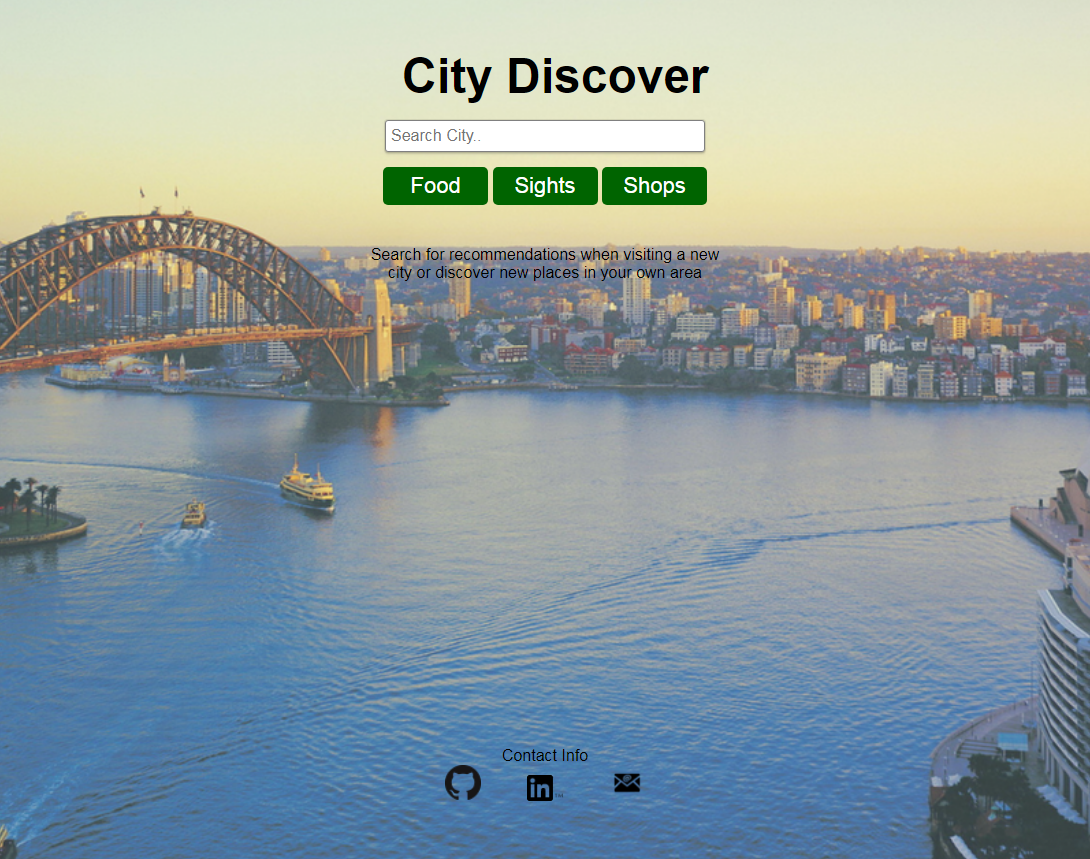 City Discover
Search City..
Food Sights Shops
Search for recommendations when visiting a new
city or discover new places in your own area
Contact Info
in